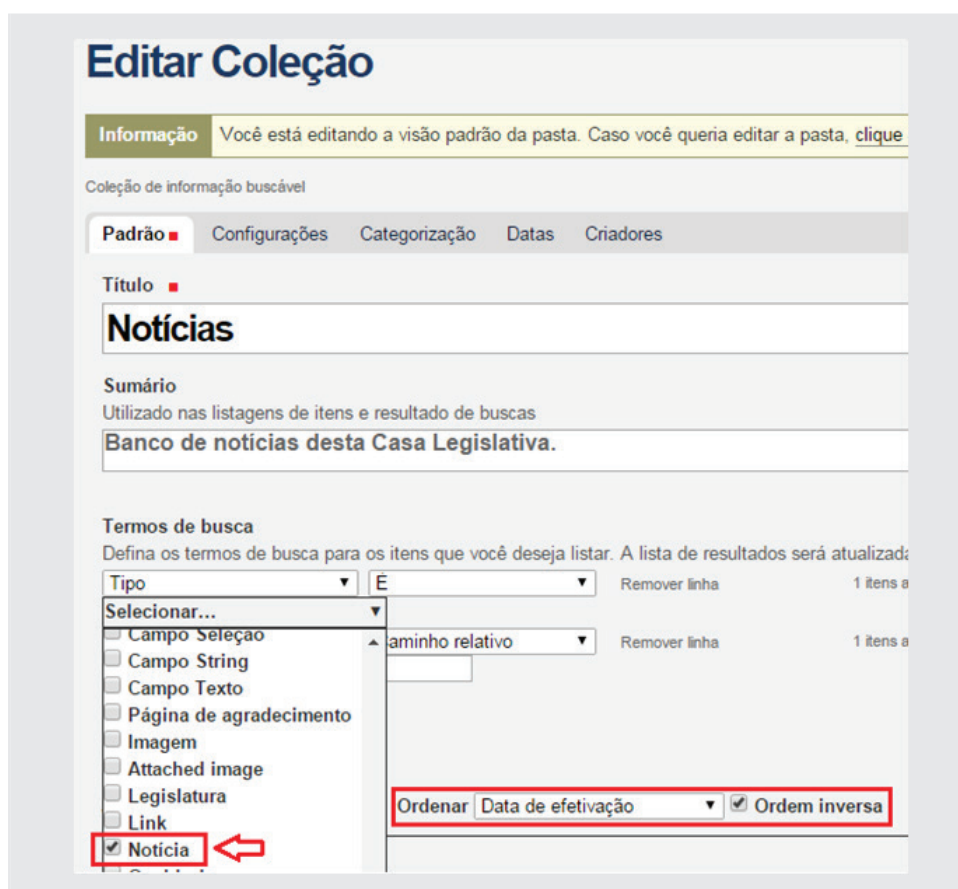 Editar Coleção
Informação Você está editando a visão padrão da pasta. Caso você queria editar a pasta, clique
Coleção de informação buscável
Padrão Configurações Categorização Datas Criadores
Título
Notícias
Sumário
Utilizado nas listagens de itens e resultado de buscas
Banco de notícias desta Casa Legislativa.
Termos de busca
Defina os termos de busca para os itens que você deseja listar. A lista de resultados será atualizada
Tipo É Remover linha 1 itens a
Selecionar...
Campo Seleção aminho relativo Remover linha 1 itens a
Campo String
Campo Texto
Página de agradecimento
Imagem
Attached image
Legislatura
Ordenar Data de efetivação Ordem inversa
Link
Notícia